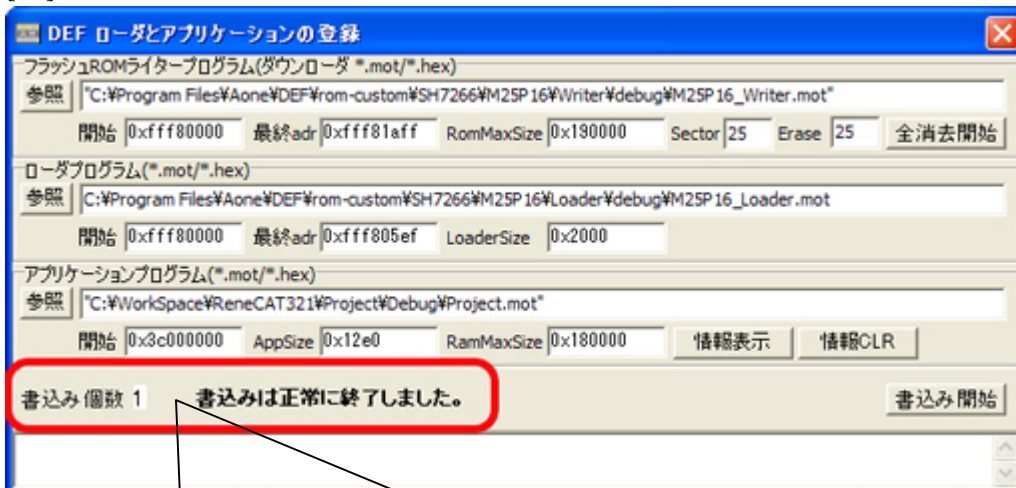 DEF ローダとアプリケーションの登録
フラッシュROMライタープログラム(ダウンローダ *.mot/*.hex)
参照 "C:¥Program Files¥Aone¥DEF¥rom-custom¥SH7266¥M25P16¥Writer¥debug¥M25P16_Writer.mot"
開始 0xfff80000 最終adr 0xfff81aff RomMaxSize 0x190000 Sector 25 Erase 25 全消去開始
ローダプログラム(*.mot/*.hex)
参照 C:¥Program Files¥Aone¥DEF¥rom-custom¥SH7266¥M25P16¥Loader¥debug¥M25P16_Loader.mot
開始 0xfff80000 最終adr 0xfff805ef LoaderSize 0x2000
アプリケーションプログラム(*.mot/*.hex)
参照 "C:¥WorkSpace¥ReneCAT321¥Project¥Debug¥Project.mot"
開始 0x3c000000 AppSize 0x12e0 RamMaxSize 0x180000 情報表示 情報CLR
書込み個数 1 書込みは正常に終了しました。 書込み開始